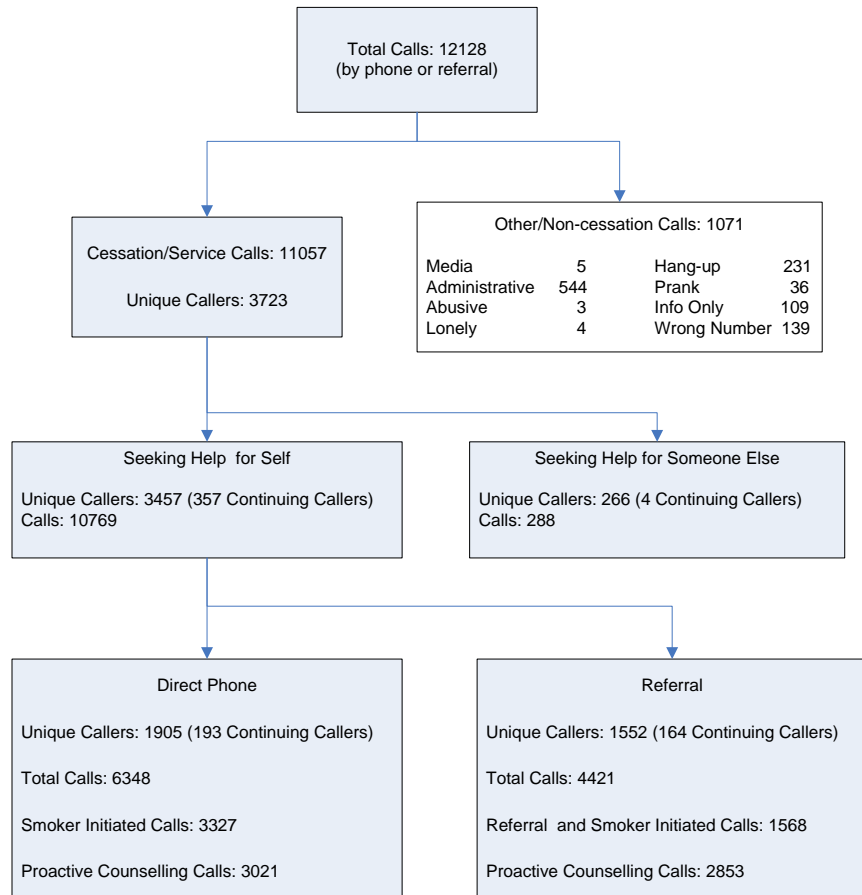 Total Calls: 12128
(by phone or referral)
Cessation/Service Calls: 11057
Unique Callers: 3723
Other/Non-cessation Calls: 1071
Media 5 Hang-up 231
Administrative 544 Prank 36
Abusive 3 Info Only 109
Lonely 4 Wrong Number 139
Seeking Help for Self
Unique Callers: 3457 (357 Continuing Callers)
Calls: 10769
Seeking Help for Someone Else
Unique Callers: 266 (4 Continuing Callers)
Calls: 288
Direct Phone
Unique Callers: 1905 (193 Continuing Callers)
Total Calls: 6348
Smoker Initiated Calls: 3327
Proactive Counselling Calls: 3021
Referral
Unique Callers: 1552 (164 Continuing Callers)
Total Calls: 4421
Referral and Smoker Initiated Calls: 1568
Proactive Counselling Calls: 2853